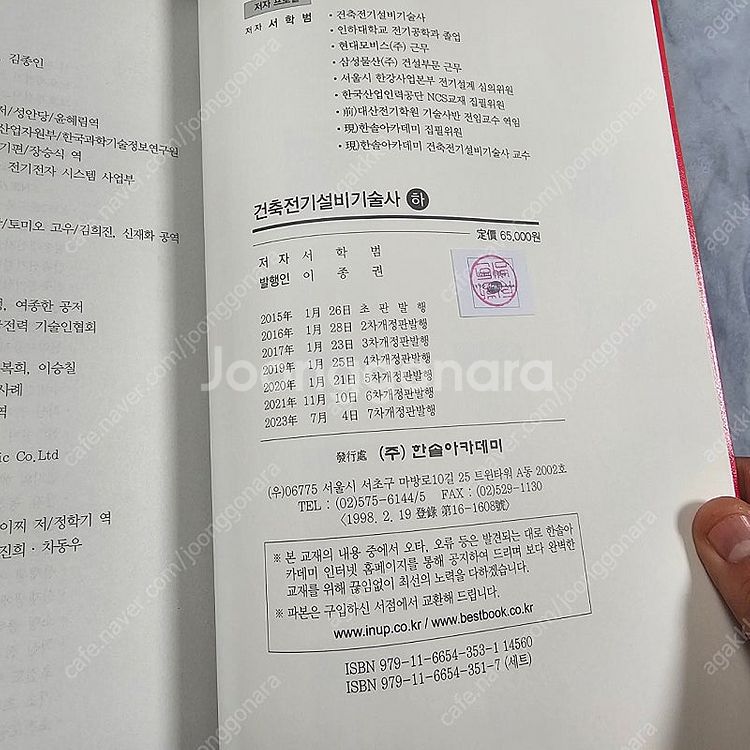 김종인
저/성안당/윤혜림역
산업자원부/한국과학기술정보연구원
기편/장승식 역
전기전자 시스템 사업부
/토미오 고우/김희진, 신재화 공역
, 여종한 공저
전력 기술인협회
복희, 이승칠
사례
역
ic Co.Ltd
이찌 저/정학기 역
진희·차동우
저자 프로필
저자 서학범
• 건축전기설비기술사
• 인하대학교 전기공학과 졸업
• 현대모비스(주) 근무
• 삼성물산(주) 건설부문 근무
• 서울시 한강사업본부 전기설계 심의위원
• 한국산업인력공단 NCS교재 집필위원
• 前)대산전기학원 기술사반 전임교수 역임
• 現)한솔아카데미 집필위원
• 現)한솔아카데미 건축전기설비기술사 교수
건축전기설비기술사 하
定價 65,000원
저 자 서 학 범
발행인 이 종 권
2015年 1月 26日 초 판 발 행
2016年 1月 28日 2차개정판발행
2017年 1月 23日 3차개정판발행
2019年 1月 25日 4차개정판발행
2020年 1月 21日 5차개정판발행
2021年 11月 10日 6차개정판발행
2023年 7月 4日 7차개정판발행
發行處 (주) 한솔아카데미
(우)06775 서울시 서초구 마방로10길 25 트윈타워 A동 2002호
TEL : (02)575-6144/5 FAX : (02)529-1130
〈1998. 2. 19 登錄 第16-1608號〉
※ 본 교재의 내용 중에서 오타, 오류 등은 발견되는 대로 한솔아
카데미 인터넷 홈페이지를 통해 공지하여 드리며 보다 완벽한
교재를 위해 끊임없이 최선의 노력을 다하겠습니다.
※ 파본은 구입하신 서점에서 교환해 드립니다.
www.inup.co.kr / www.bestbook.co.kr
ISBN 979-11-6654-353-1 14560
ISBN 979-11-6654-351-7 (세트)
Joonggonara
cafe.naver.com/joonggonara